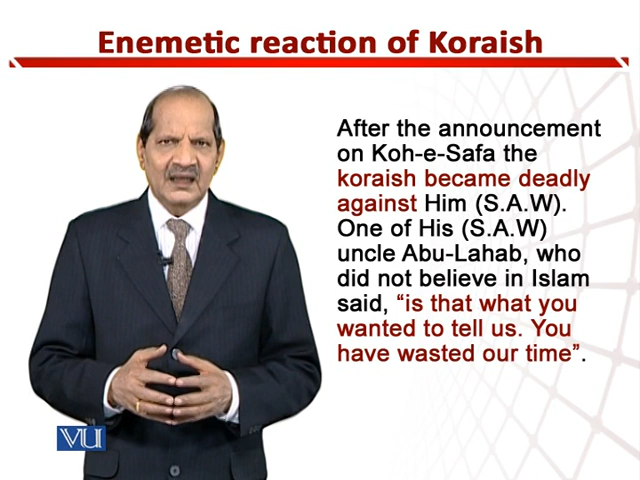 Enemetic reaction of Koraish
After the announcement
on Koh-e-Safa the
koraish became deadly
against Him (S.A.W).
One of His (S.A.W)
uncle Abu-Lahab, who
did not believe in Islam
said, “is that what you
wanted to tell us. You
have wasted our time”.
VU